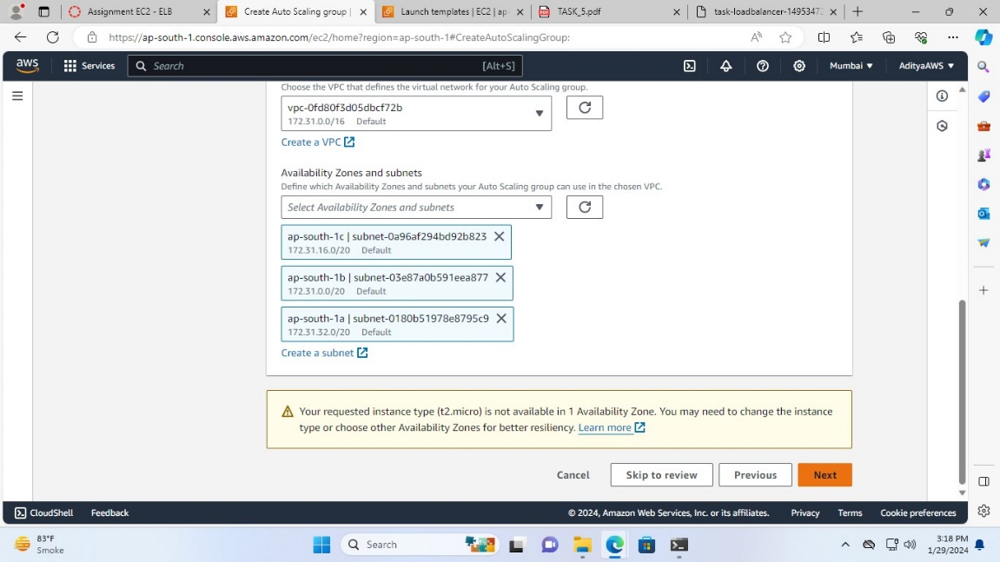 Assignment EC2 - ELB
Create Auto Scaling group |
Launch templates | EC2 | ap
TASK_5.pdf
task-loadbalancer-1495347
https://ap-south-1.console.aws.amazon.com/ec2/home?region=ap-south-1#CreateAutoScalingGroup:
aws
Services
Search
[Alt+S]
Mumbai
AdityaAWS
Choose the VPC that defines the virtual network for your Auto Scaling group.
vpc-0fd80f3d05dbcf72b
172.31.0.0/16 Default
Create a VPC
Availability Zones and subnets
Define which Availability Zones and subnets your Auto Scaling group can use in the chosen VPC.
Select Availability Zones and subnets
ap-south-1c | subnet-0a96af294bd92b823
172.31.16.0/20 Default
ap-south-1b | subnet-03e87a0b591eea877
172.31.0.0/20 Default
ap-south-1a | subnet-0180b51978e8795c9
172.31.32.0/20 Default
Create a subnet
Your requested instance type (t2.micro) is not available in 1 Availability Zone. You may need to change the instance
type or choose other Availability Zones for better resiliency. Learn more
Cancel
Skip to review
Previous
Next
CloudShell
Feedback
© 2024, Amazon Web Services, Inc. or its affiliates.
Privacy
Terms
Cookie preferences
83°F
Smoke
Search
3:18 PM
1/29/2024